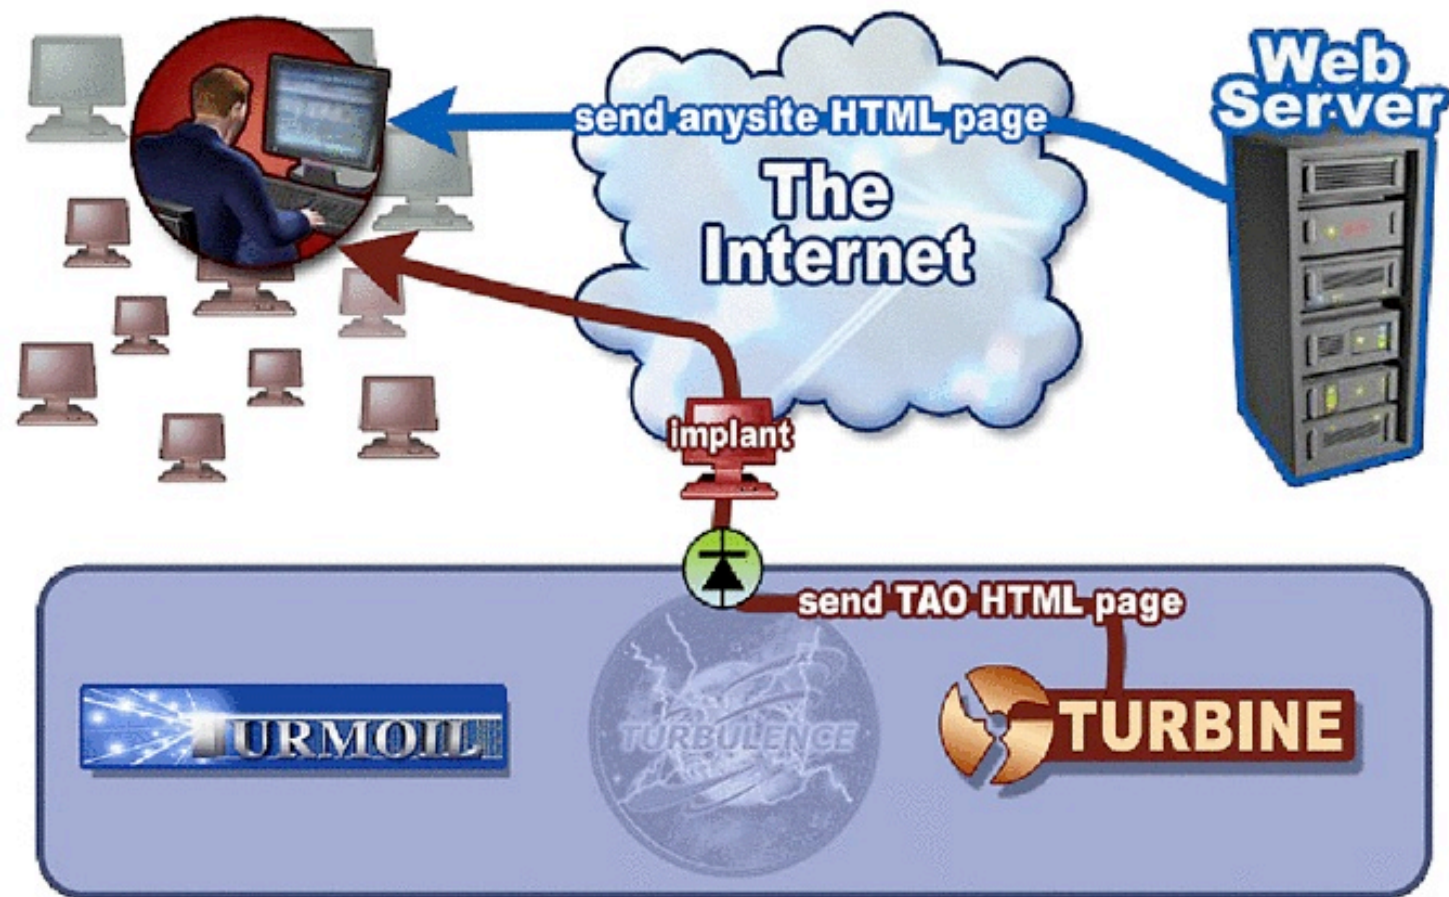 Web
Server
send anysite HTML page
The
Internet
implant
send TAO HTML page
TURMOIL
TURBULENCE
TURBINE